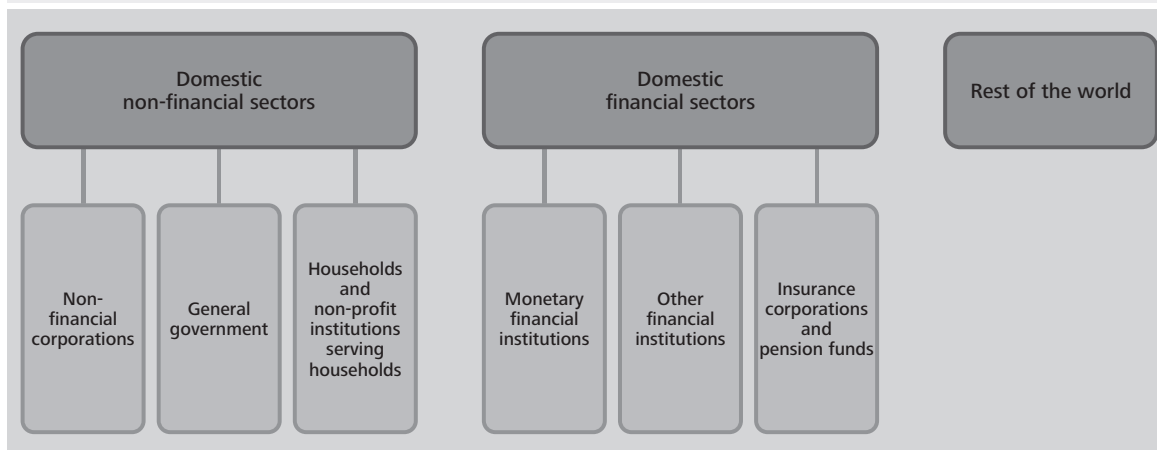 Domestic
non-financial sectors
Domestic
financial sectors
Rest of the world
Non-
financial
corporations
General
government
Households
and
non-profit
institutions
serving
households
Monetary
financial
institutions
Other
financial
institutions
Insurance
corporations
and
pension funds